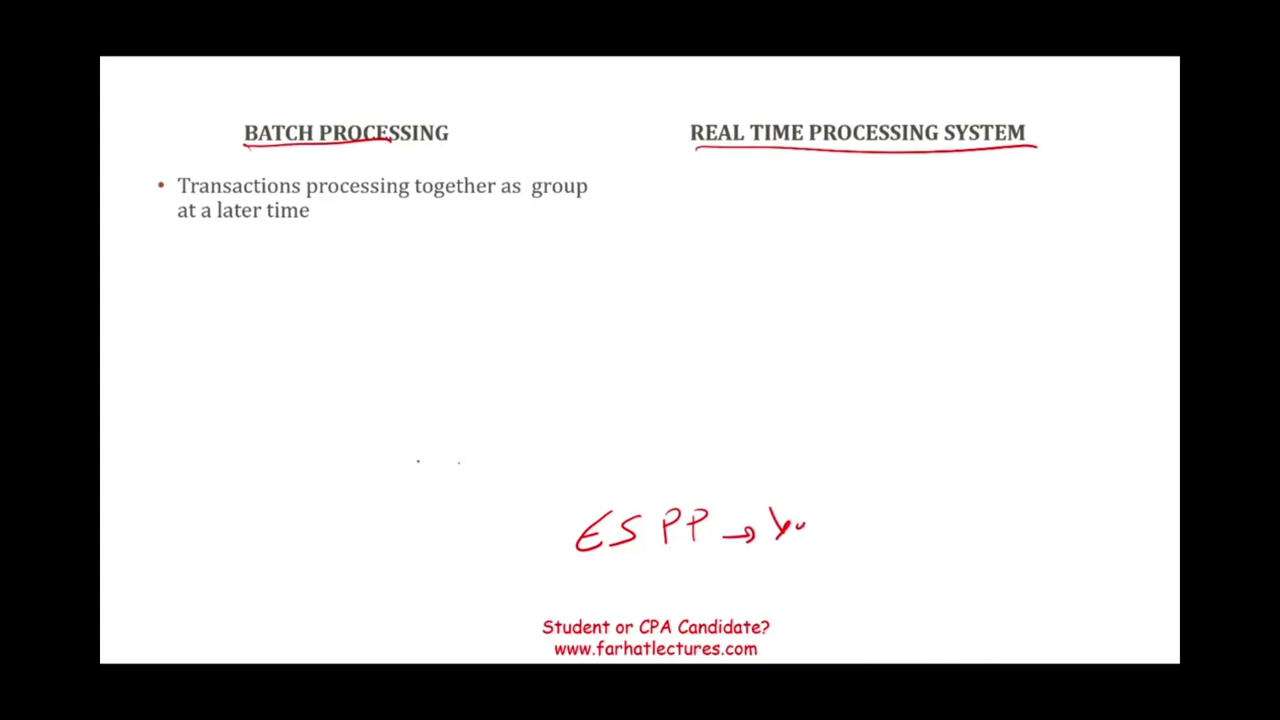 BATCH PROCESSING
REAL TIME PROCESSING SYSTEM
• Transactions processing together as group
at a later time
ESPP →
Student or CPA Candidate?
www.farhatlectures.com